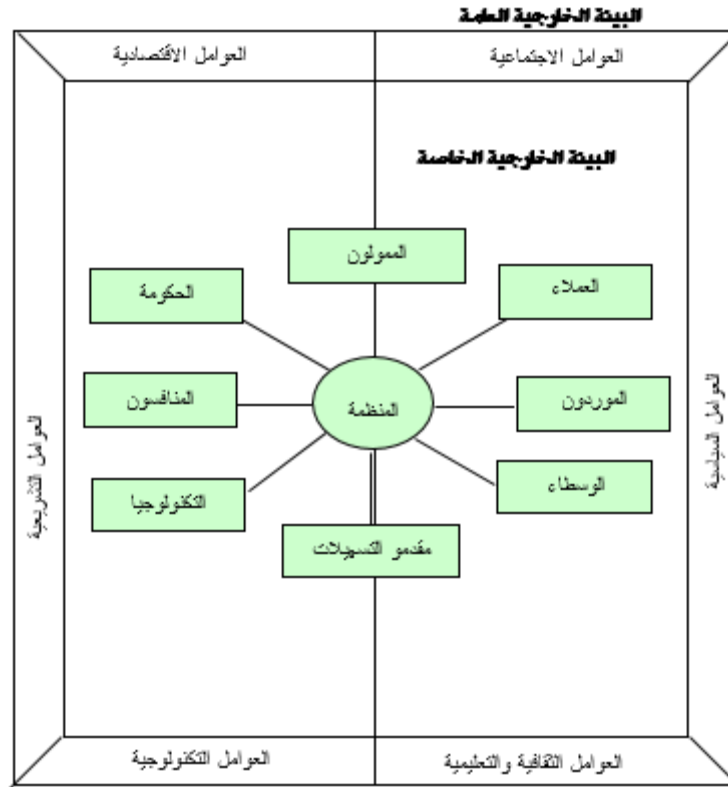 البيئة الخارجية العامة
العوامل الاجتماعية
العوامل الاقتصادية
البيئة الخارجية الخاصة
الممولون
العملاء
الحكومة
الموردون
المنظمة
المنافسون
الوسطاء
التكنولوجيا
مقدمو التسهيلات
العوامل السياسية
العوامل التشريعية
العوامل الثقافية والتعليمية
العوامل التكنولوجية